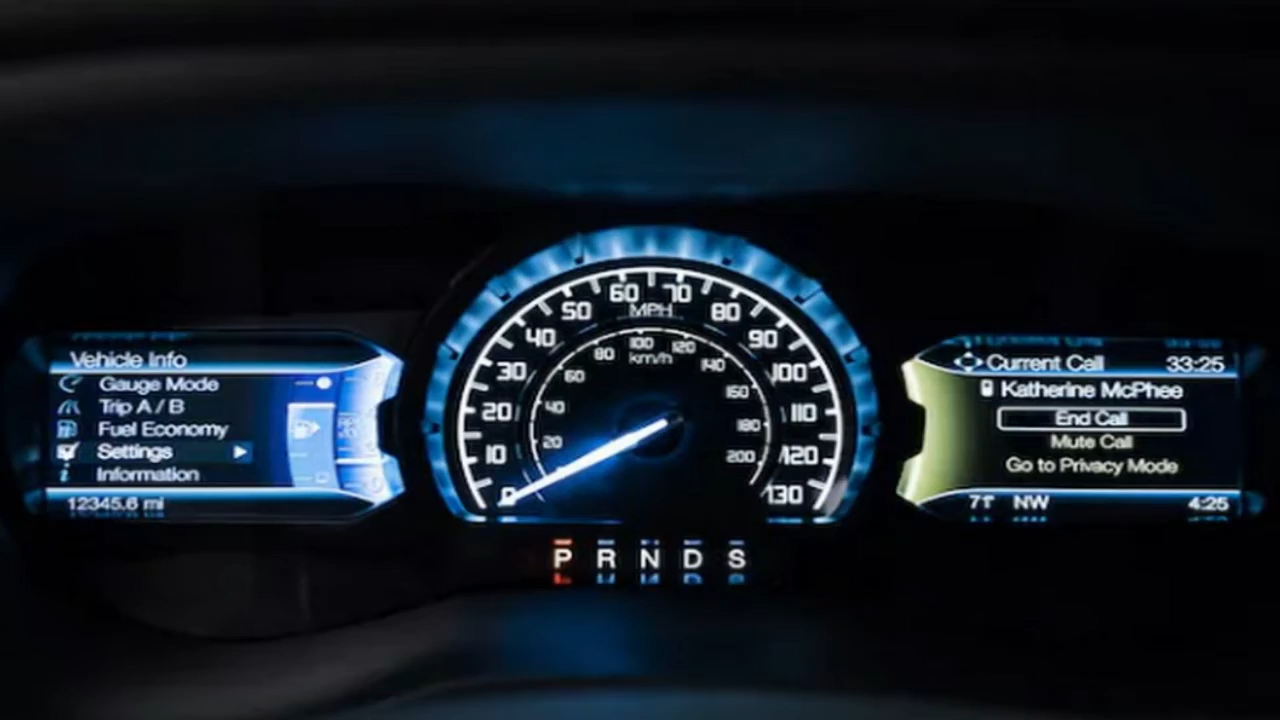 Vehicle Info
Gauge Mode
Trip A / B
Fuel Economy
Settings
Information
12345.6 mi
0 10 20 30 40 50 60 70 80 90 100 110 120 130
MPH
20 40 60 80 100 120 140 160 180 200
km/h
P R N D S
Current Call 33:25
Katherine McPhee
End Call
Mute Call
Go to Privacy Mode
71° NW 4:25